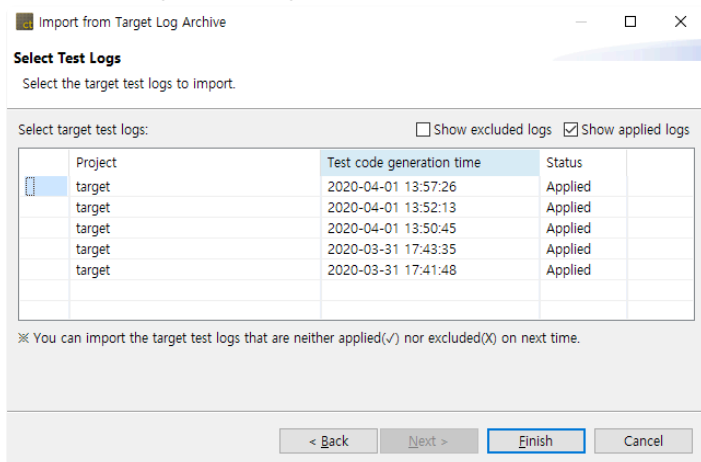 ct Import from Target Log Archive
Select Test Logs
Select the target test logs to import.
Select target test logs: Show excluded logs Show applied logs
Project Test code generation time Status
target 2020-04-01 13:57:26 Applied
target 2020-04-01 13:52:13 Applied
target 2020-04-01 13:50:45 Applied
target 2020-03-31 17:43:35 Applied
target 2020-03-31 17:41:48 Applied
※ You can import the target test logs that are neither applied(✓) nor excluded(X) on next time.
< Back Next > Finish Cancel